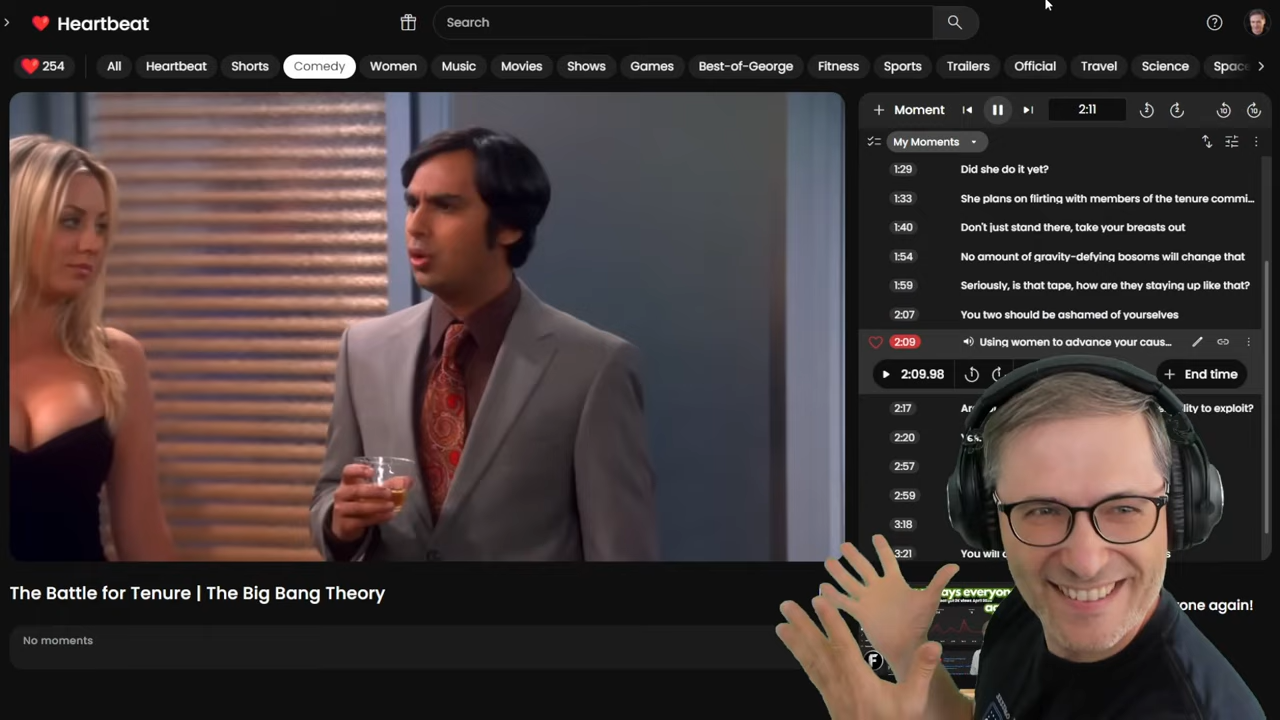 Heartbeat
Search
254
All Heartbeat Shorts Comedy Women Music Movies Shows Games Best-of-George Fitness Sports Trailers Official Travel Science Space
+ Moment 2:11
My Moments
1:29 Did she do it yet?
1:33 She plans on flirting with members of the tenure commi...
1:40 Don't just stand there, take your breasts out
1:54 No amount of gravity-defying bosoms will change that
1:59 Seriously, is that tape, how are they staying up like that?
2:07 You two should be ashamed of yourselves
2:09 Using women to advance your caus...
2:09.98 + End time
2:17 lity to exploit?
2:20
2:57
2:59
3:18
3:21 You will
The Battle for Tenure | The Big Bang Theory
No moments
ays everyone
one again!
F